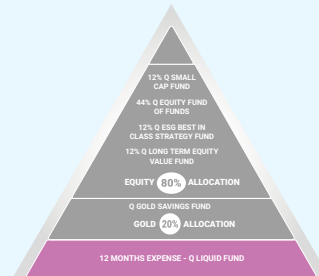 12% Q SMALL
CAP FUND
44% Q EQUITY FUND
OF FUNDS
12% Q ESG BEST IN
CLASS STRATEGY FUND
12% Q LONG TERM EQUITY
VALUE FUND
EQUITY 80% ALLOCATION
Q GOLD SAVINGS FUND
GOLD 20% ALLOCATION
12 MONTHS EXPENSE - Q LIQUID FUND